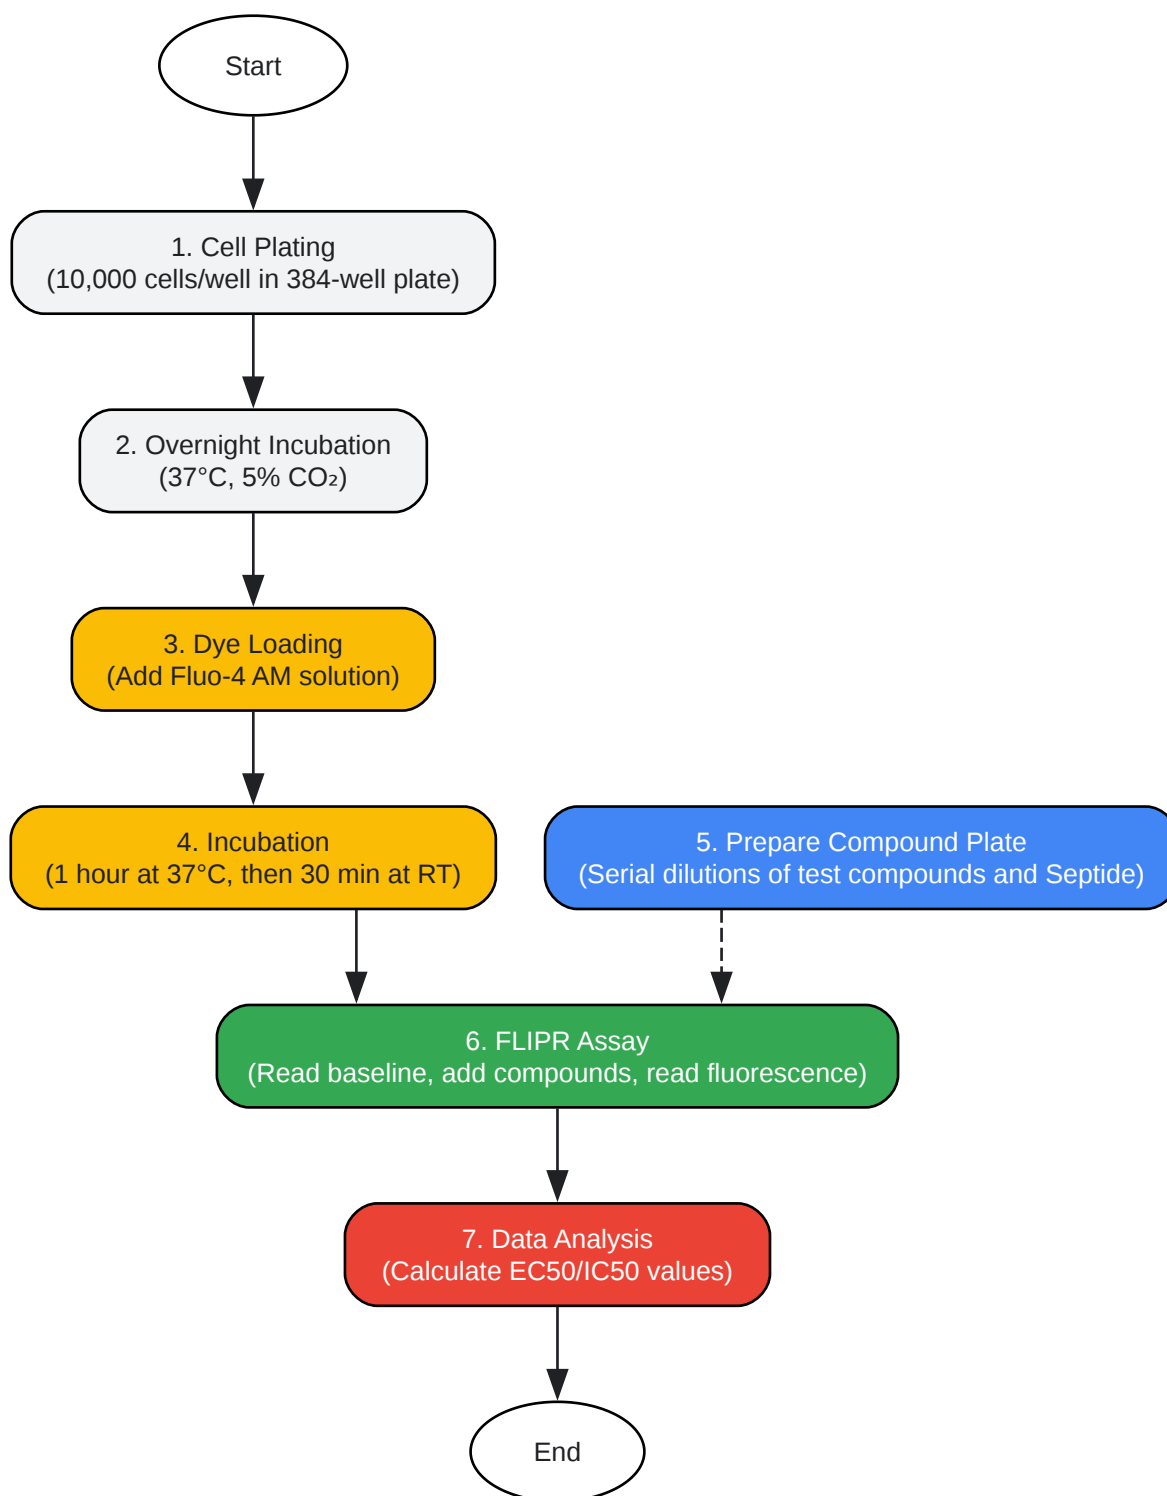 Start
1. Cell Plating
(10,000 cells/well in 384-well plate)
2. Overnight Incubation
(37°C, 5% CO₂)
3. Dye Loading
(Add Fluo-4 AM solution)
4. Incubation
(1 hour at 37°C, then 30 min at RT)
5. Prepare Compound Plate
(Serial dilutions of test compounds and Septide)
6. FLIPR Assay
(Read baseline, add compounds, read fluorescence)
7. Data Analysis
(Calculate EC50/IC50 values)
End